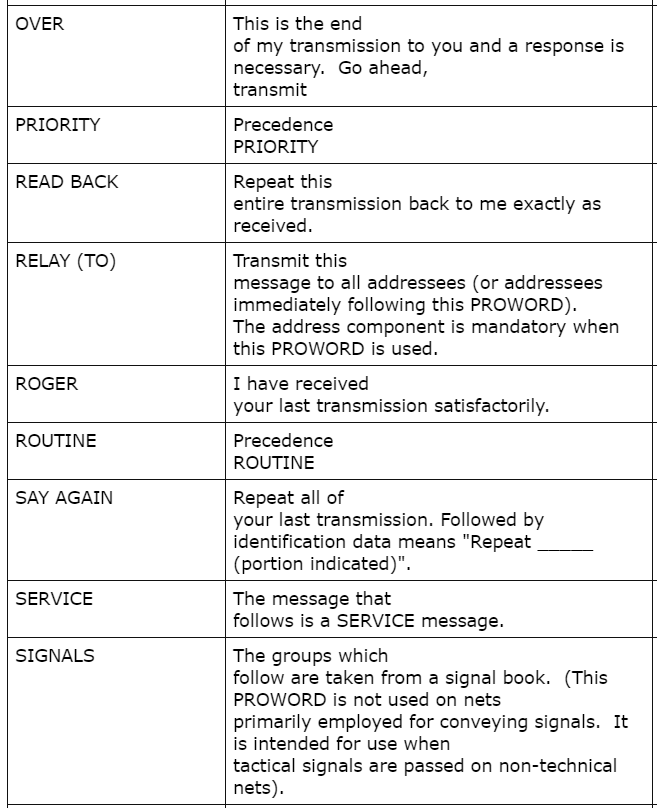 OVER
This is the end
of my transmission to you and a response is
necessary.  Go ahead,
transmit
PRIORITY
Precedence
PRIORITY
READ BACK
Repeat this
entire transmission back to me exactly as
received.
RELAY (TO)
Transmit this
message to all addressees (or addressees
immediately following this PROWORD).
The address component is mandatory when
this PROWORD is used.
ROGER
I have received
your last transmission satisfactorily.
ROUTINE
Precedence
ROUTINE
SAY AGAIN
Repeat all of
your last transmission. Followed by
identification data means "Repeat _____
(portion indicated)".
SERVICE
The message that
follows is a SERVICE message.
SIGNALS
The groups which
follow are taken from a signal book.  (This
PROWORD is not used on nets
primarily employed for conveying signals.  It
is intended for use when
tactical signals are passed on non-technical
nets).